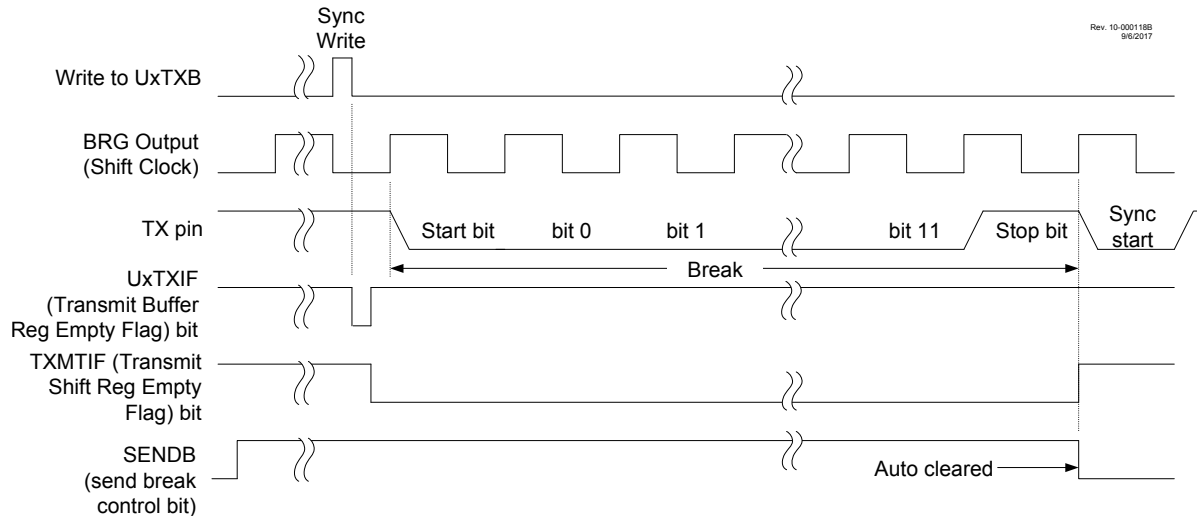 Sync
Write
Rev. 10-000118B
9/6/2017
Write to UxTXB
BRG Output
(Shift Clock)
TX pin
Start bit
bit 0
bit 1
bit 11
Stop bit
Sync
start
Break
UxTXIF
(Transmit Buffer
Reg Empty Flag) bit
TXMTIF (Transmit
Shift Reg Empty
Flag) bit
SENDB
(send break
control bit)
Auto cleared